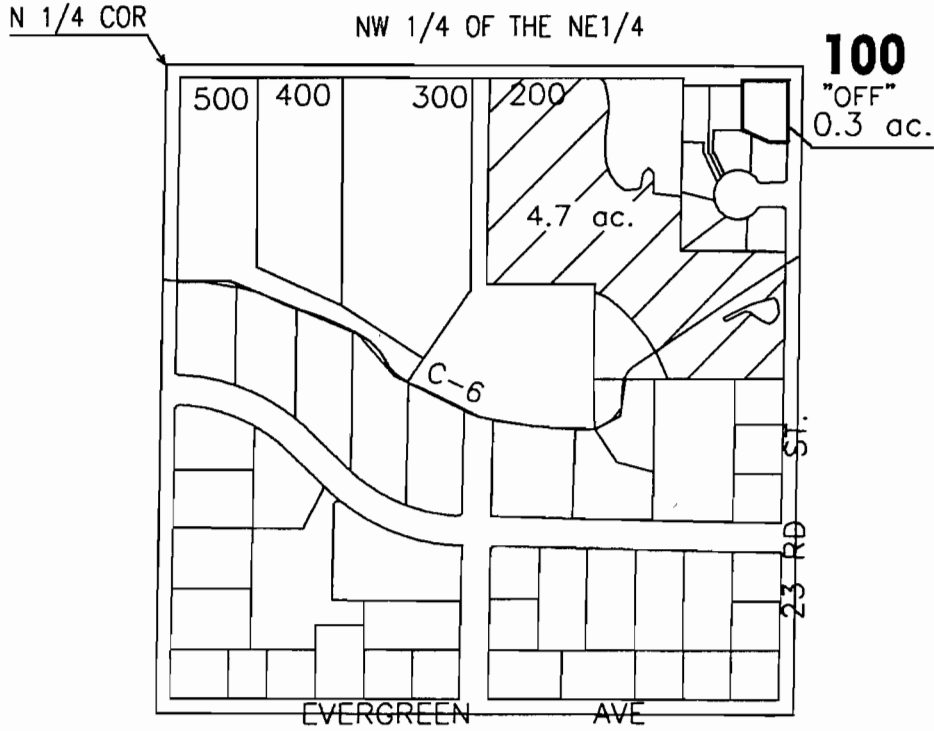 N 1/4 COR
NW 1/4 OF THE NE1/4
100
"OFF"
0.3 ac.
500 400 300 200
4.7 ac.
C-6
23 RD ST.
EVERGREEN AVE